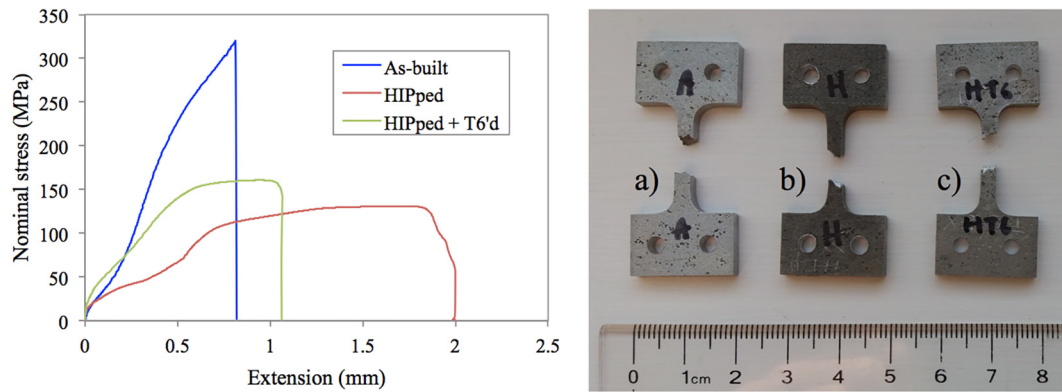 350
300
250
200
150
100
50
0
Nominal stress (MPa)
As-built
HIPped
HIPped + T6'd
0
0.5
1
1.5
2
2.5
Extension (mm)
A
H
HT6
a)
b)
c)
A
H
HT6
0 1cm 2 3 4 5 6 7 8